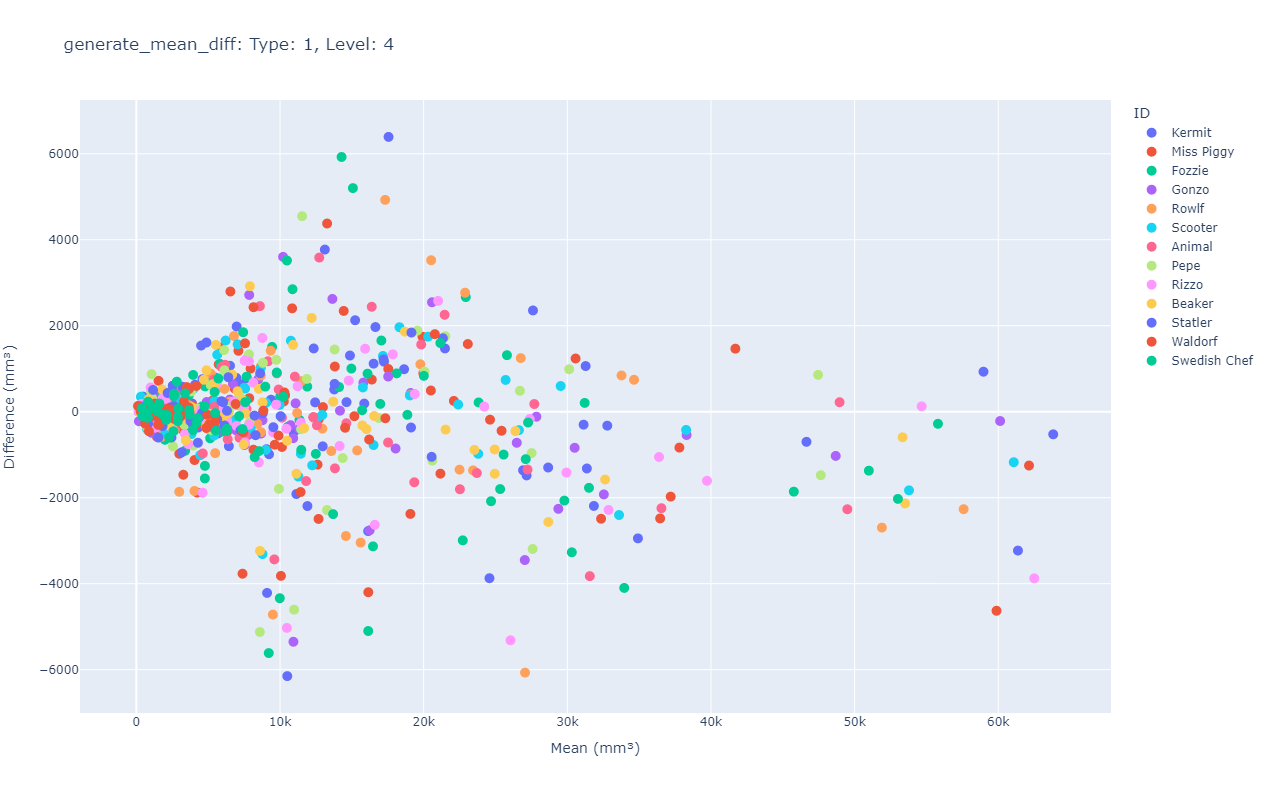 generate_mean_diff: Type: 1, Level: 4
ID
Kermit
Miss Piggy
Fozzie
Gonzo
Rowlf
Scooter
Animal
Pepe
Rizzo
Beaker
Statler
Waldorf
Swedish Chef
Difference (mm³)
6000
4000
2000
0
−2000
−4000
−6000
0 10k 20k 30k 40k 50k 60k
Mean (mm³)